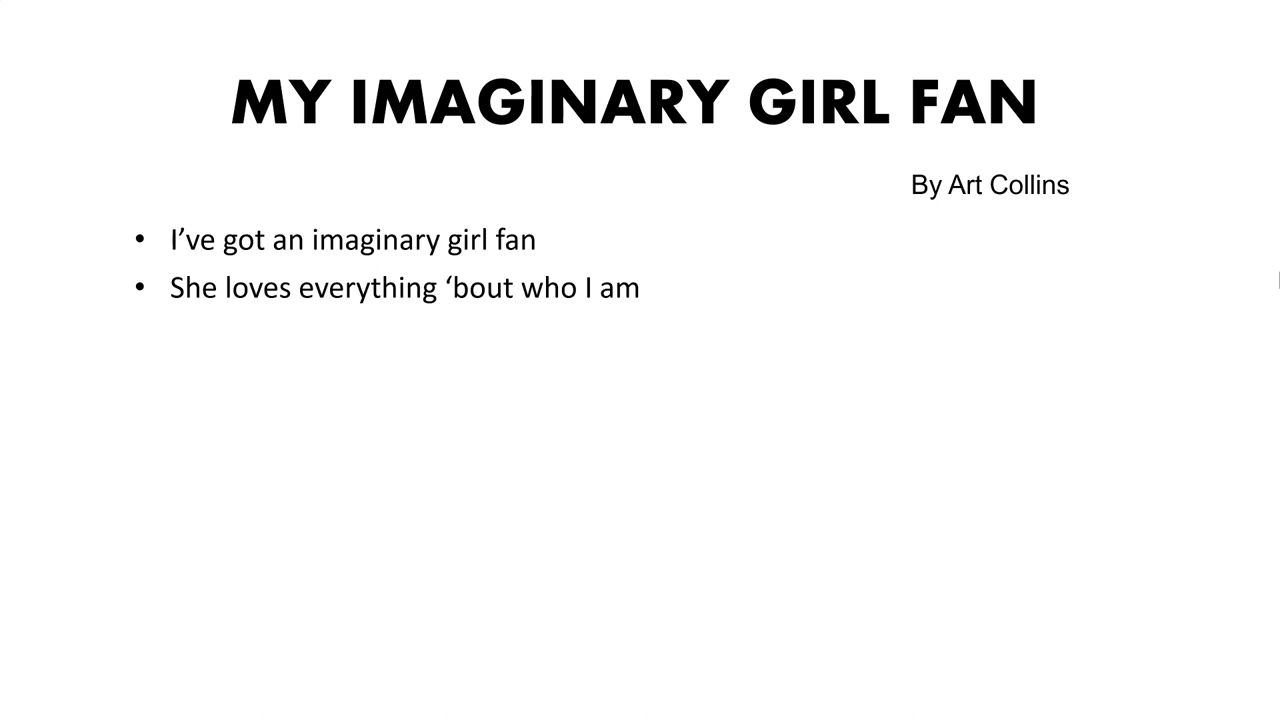 MY IMAGINARY GIRL FAN
By Art Collins
• I’ve got an imaginary girl fan
• She loves everything ‘bout who I am